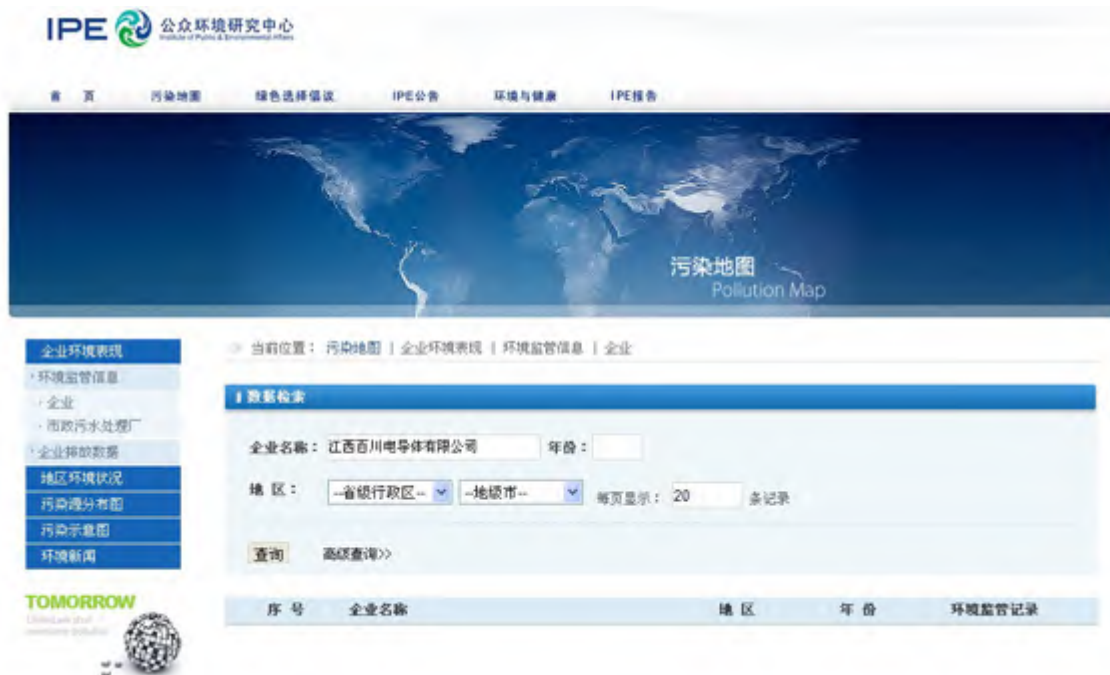 IPE 公众环境研究中心
Institute of Public & Environmental Affairs
首 页 污染地图 绿色选择倡议 IPE公告 环境与健康 IPE报告
污染地图
Pollution Map
企业环境表现
环境监管信息
企业
市政污水处理厂
企业排放数据
地区环境状况
污染源分布图
污染示意图
环境新闻
TOMORROW
当前位置： 污染地图 | 企业环境表现 | 环境监管信息 | 企业
数据检索
企业名称： 江西百川电导体有限公司 年份：
地 区： --省级行政区-- --地级市-- 每页显示： 20 条记录
查询 高级查询>>
序 号 企业名称 地 区 年 份 环境监管记录